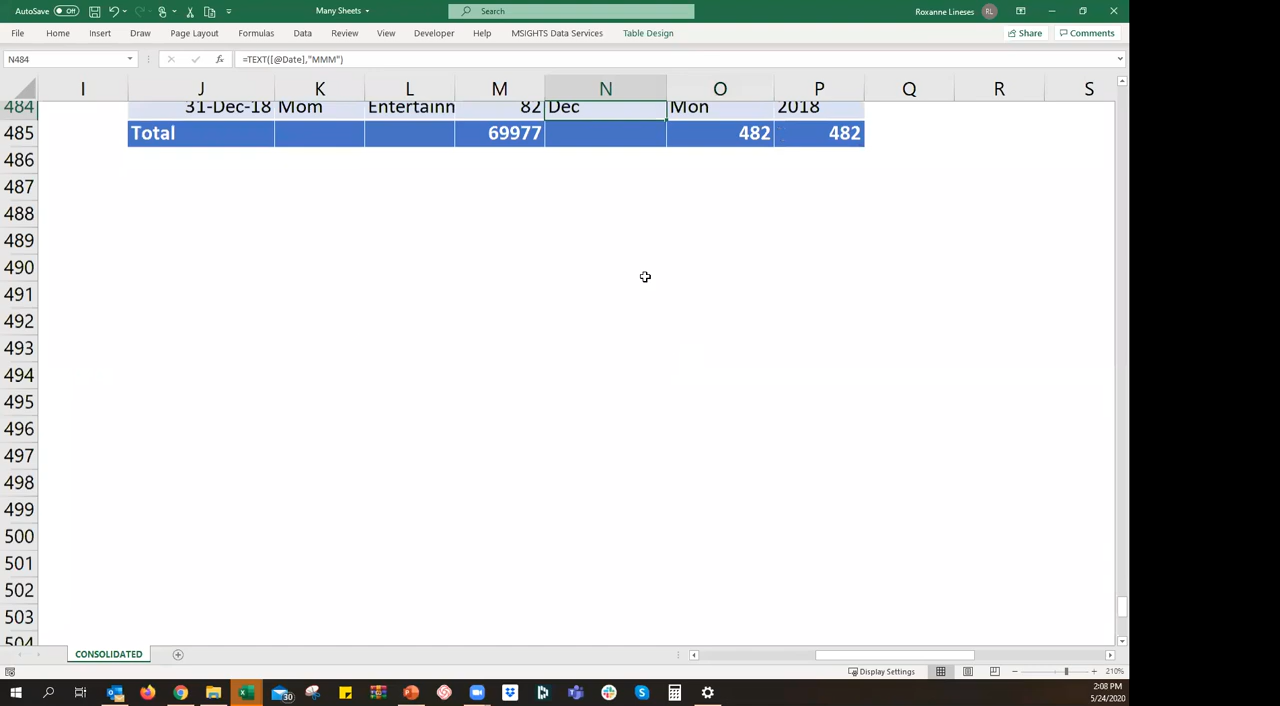 AutoSave Off Many Sheets Search Roxanne Lineses RL
File Home Insert Draw Page Layout Formulas Data Review View Developer Help MSIGHTS Data Services Table Design Share Comments
N484 fx =TEXT([@Date],"MMM")
I J K L M N O P Q R S
484 31-Dec-18 Mom Entertainn 82 Dec Mon 2018
485 Total 69977 482 482
486
487
488
489
490
491
492
493
494
495
496
497
498
499
500
501
502
503
504
CONSOLIDATED
Display Settings 210%
30 2:08 PM
5/24/2020